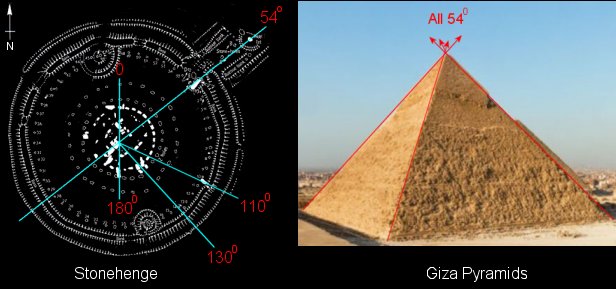 54⁰
N
0
110⁰
180⁰
130⁰
Stonehenge
All 54⁰
Giza Pyramids